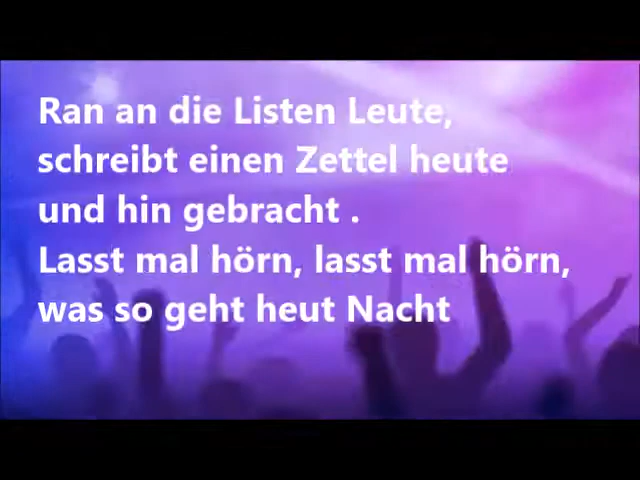 Ran an die Listen Leute,
schreibt einen Zettel heute
und hin gebracht .
Lasst mal hörn, lasst mal hörn,
was so geht heut Nacht